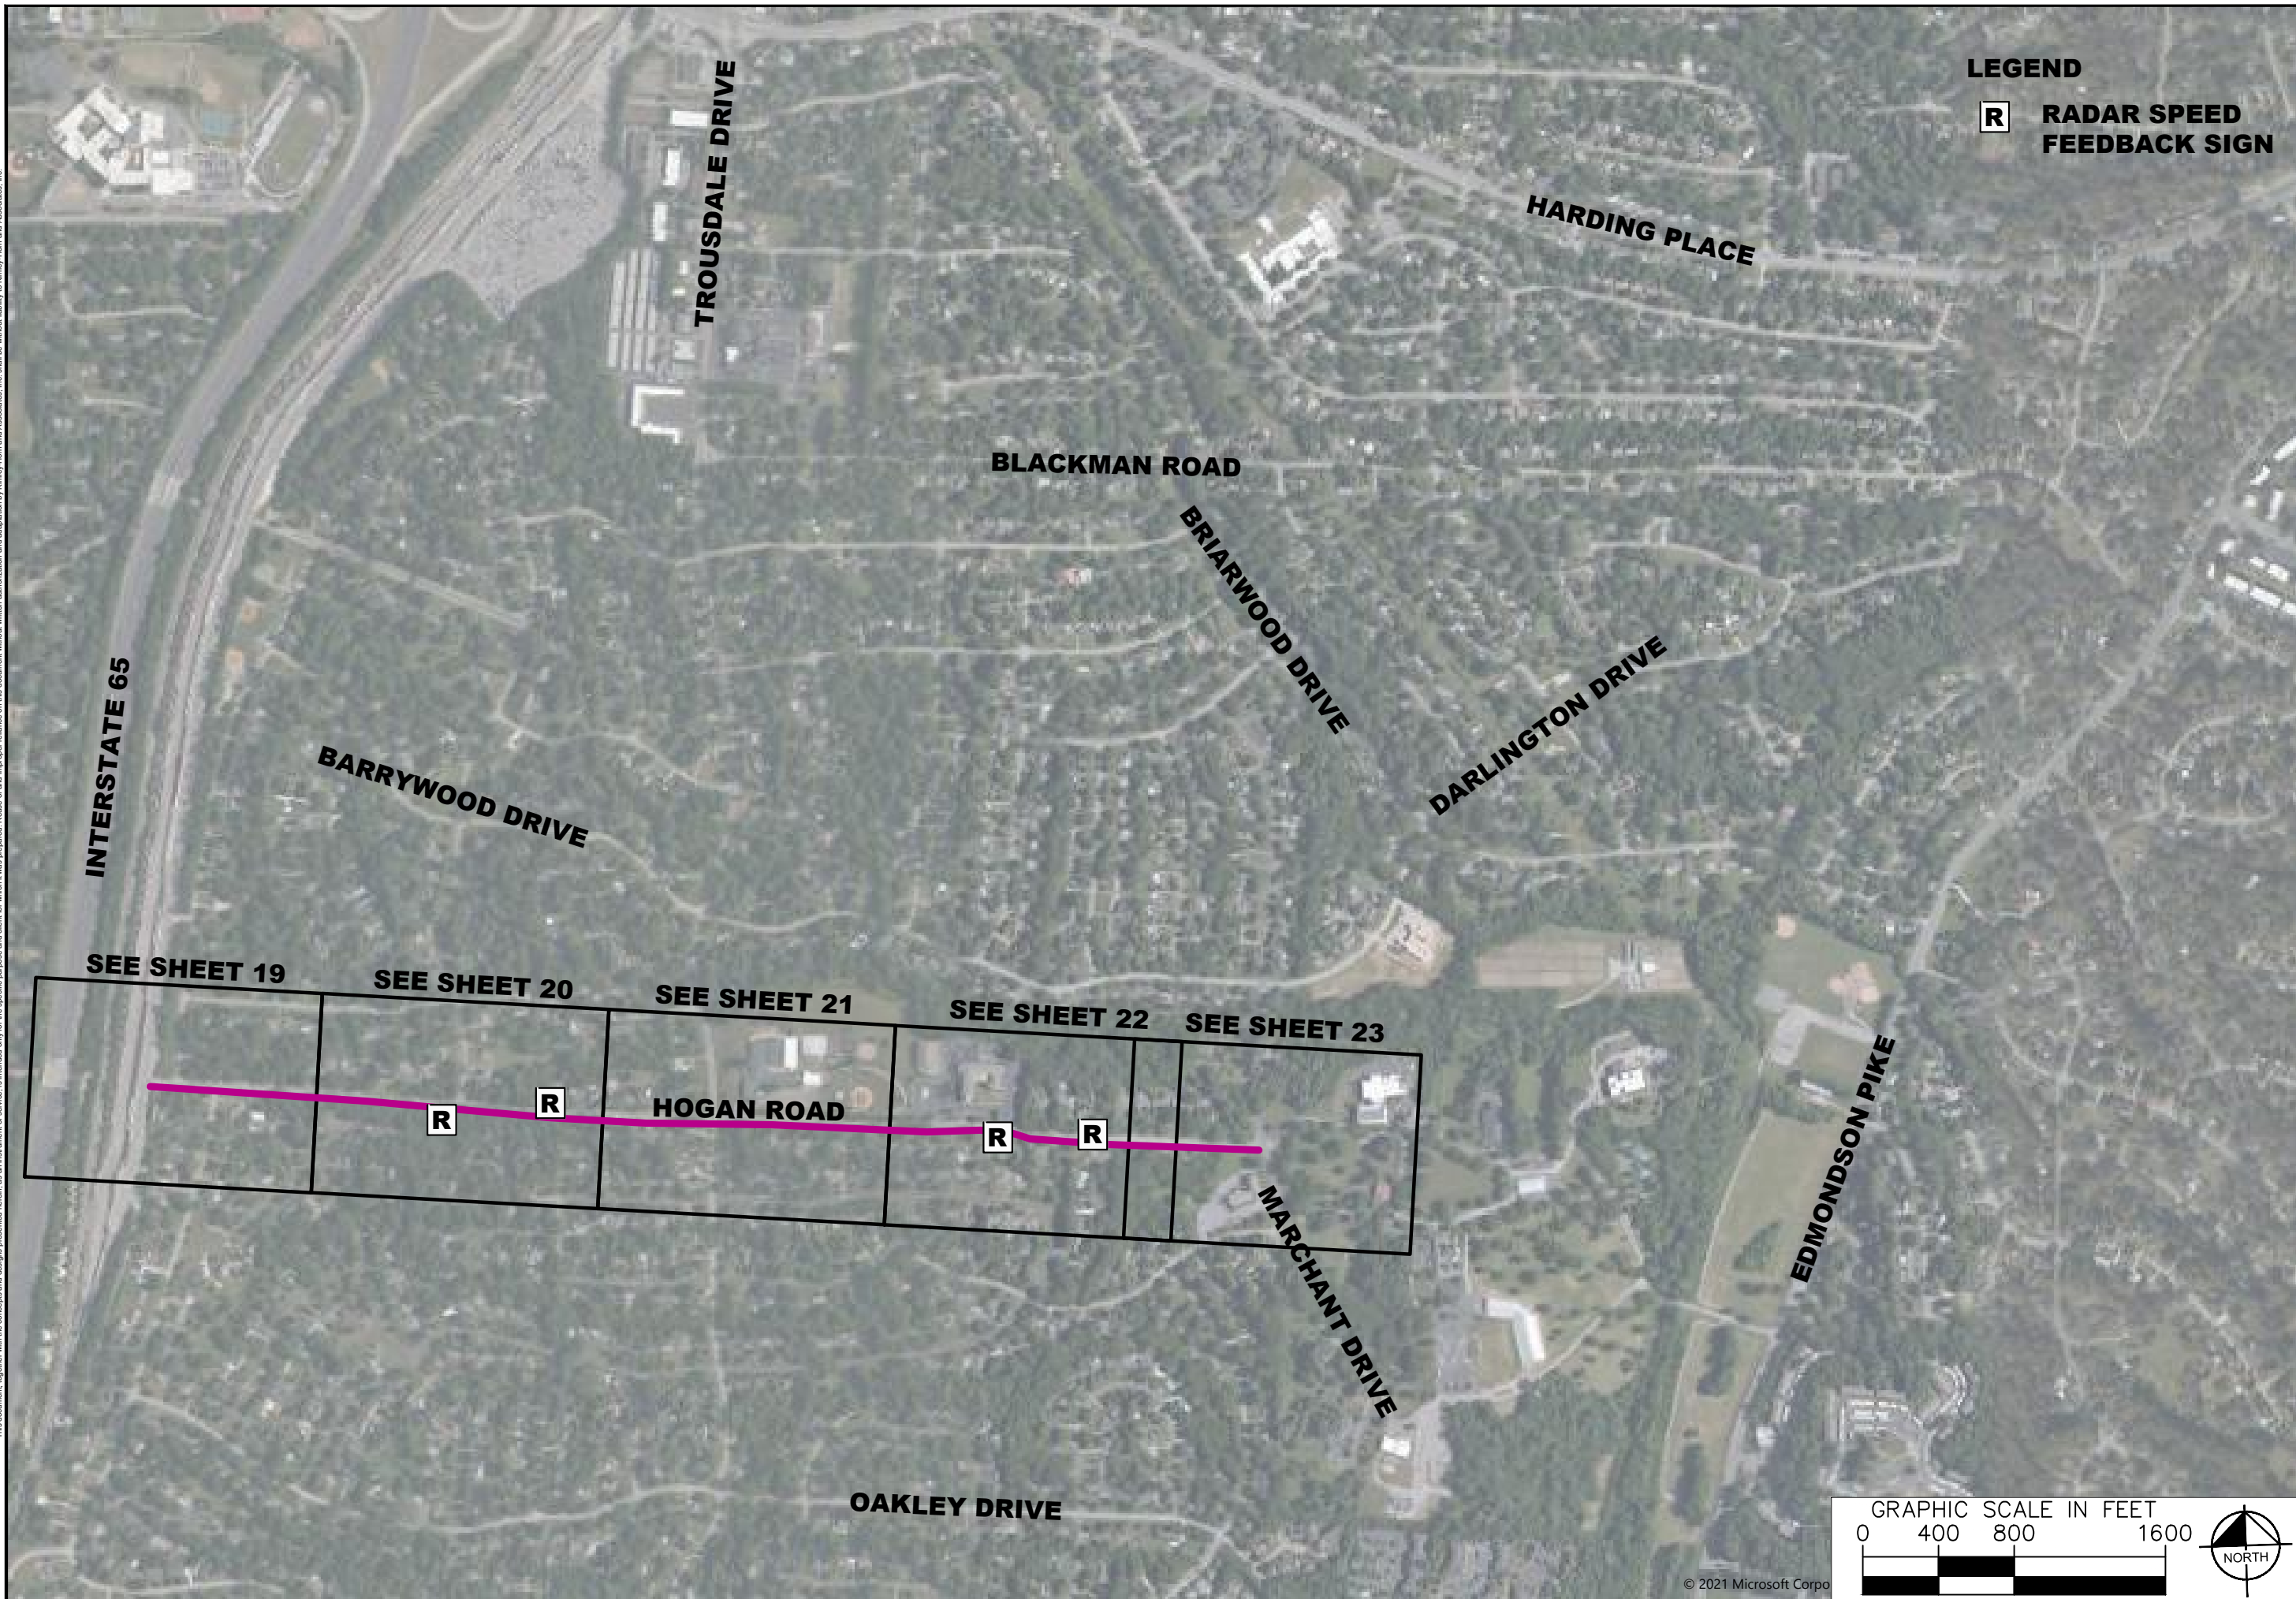 LEGEND
R RADAR SPEED
FEEDBACK SIGN
TROUSDALE DRIVE
HARDING PLACE
BLACKMAN ROAD
BRIARWOOD DRIVE
DARLINGTON DRIVE
INTERSTATE 65
BARRYWOOD DRIVE
SEE SHEET 19
SEE SHEET 20
SEE SHEET 21
SEE SHEET 22
SEE SHEET 23
R
R
HOGAN ROAD
R
R
EDMONDSON PIKE
MARCHANT DRIVE
OAKLEY DRIVE
GRAPHIC SCALE IN FEET
0 400 800 1600
NORTH
© 2021 Microsoft Corpo